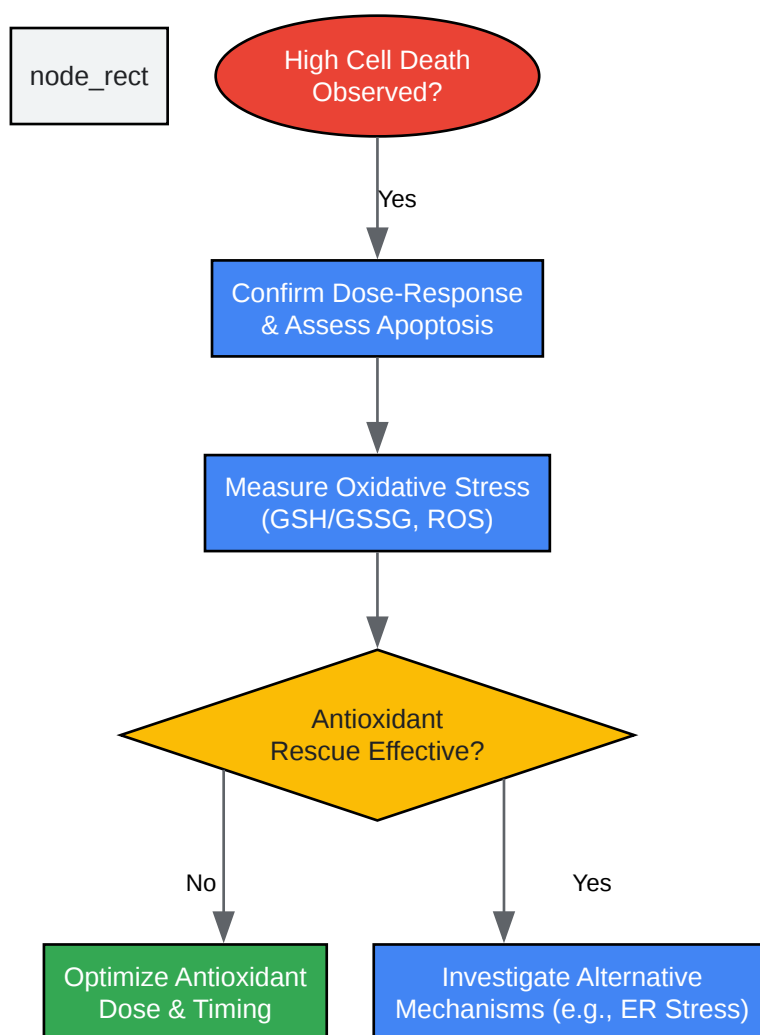 node_rect
High Cell Death
Observed?
Yes
Confirm Dose-Response
& Assess Apoptosis
Measure Oxidative Stress
(GSH/GSSG, ROS)
Antioxidant
Rescue Effective?
No
Yes
Optimize Antioxidant
Dose & Timing
Investigate Alternative
Mechanisms (e.g., ER Stress)